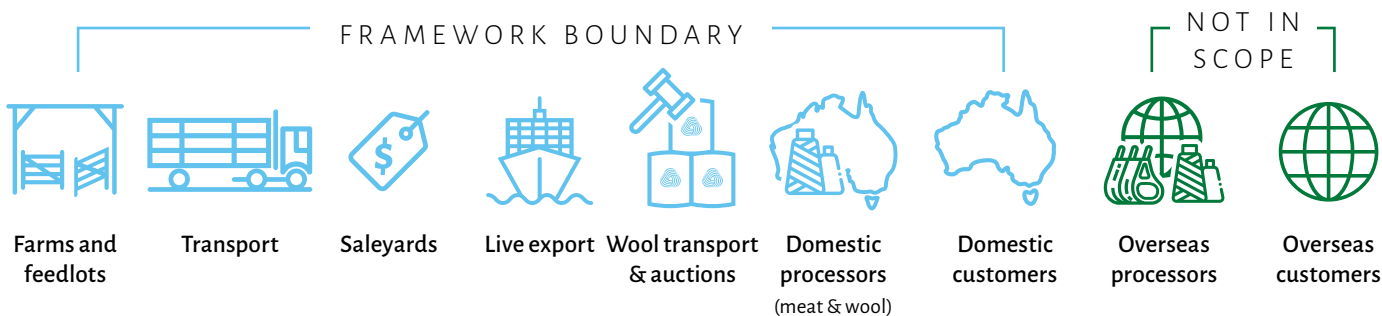 FRAMEWORK BOUNDARY
NOT IN
SCOPE
$
Farms and
feedlots
Transport
Saleyards
Live export
Wool transport
& auctions
Domestic
processors
(meat & wool)
Domestic
customers
Overseas
processors
Overseas
customers